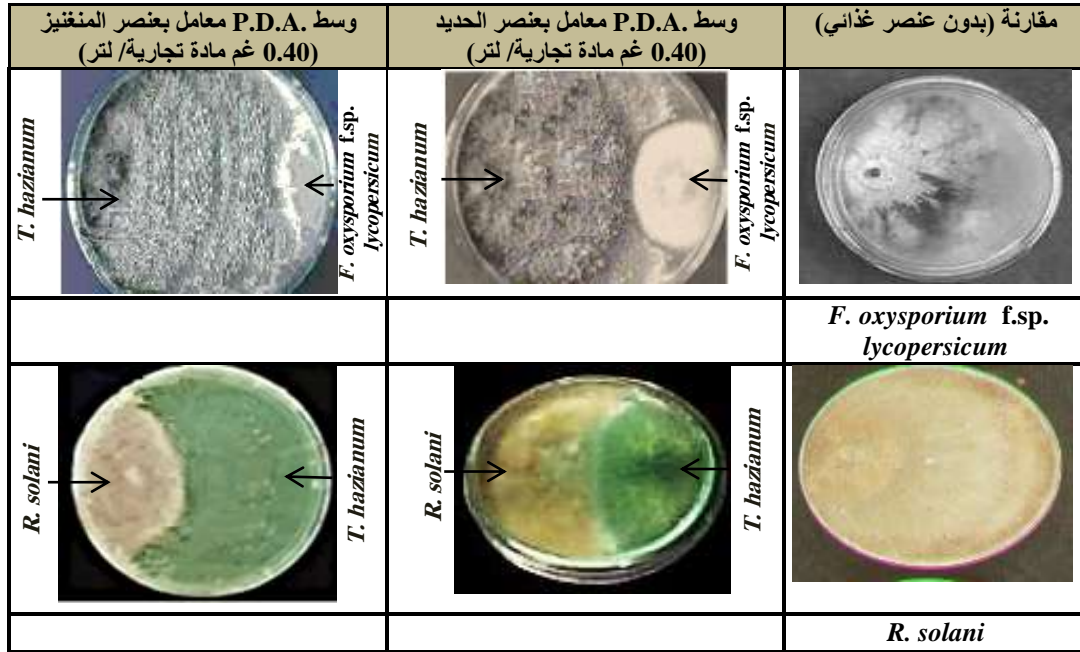 مقارنة (بدون عنصر غذائي)
وسط .P.D.A معامل بعنصر الحديد
(0.40 غم مادة تجارية/ لتر)
وسط .P.D.A معامل بعنصر المنغنيز
(0.40 غم مادة تجارية/ لتر)
F. oxysporium f.sp.
lycopersicum
T. hazianum
F. oxysporium f.sp.
lycopersicum
T. hazianum
F. oxysporium f.sp.
lycopersicum
T. hazianum
R. solani
T. hazianum
R. solani
R. solani